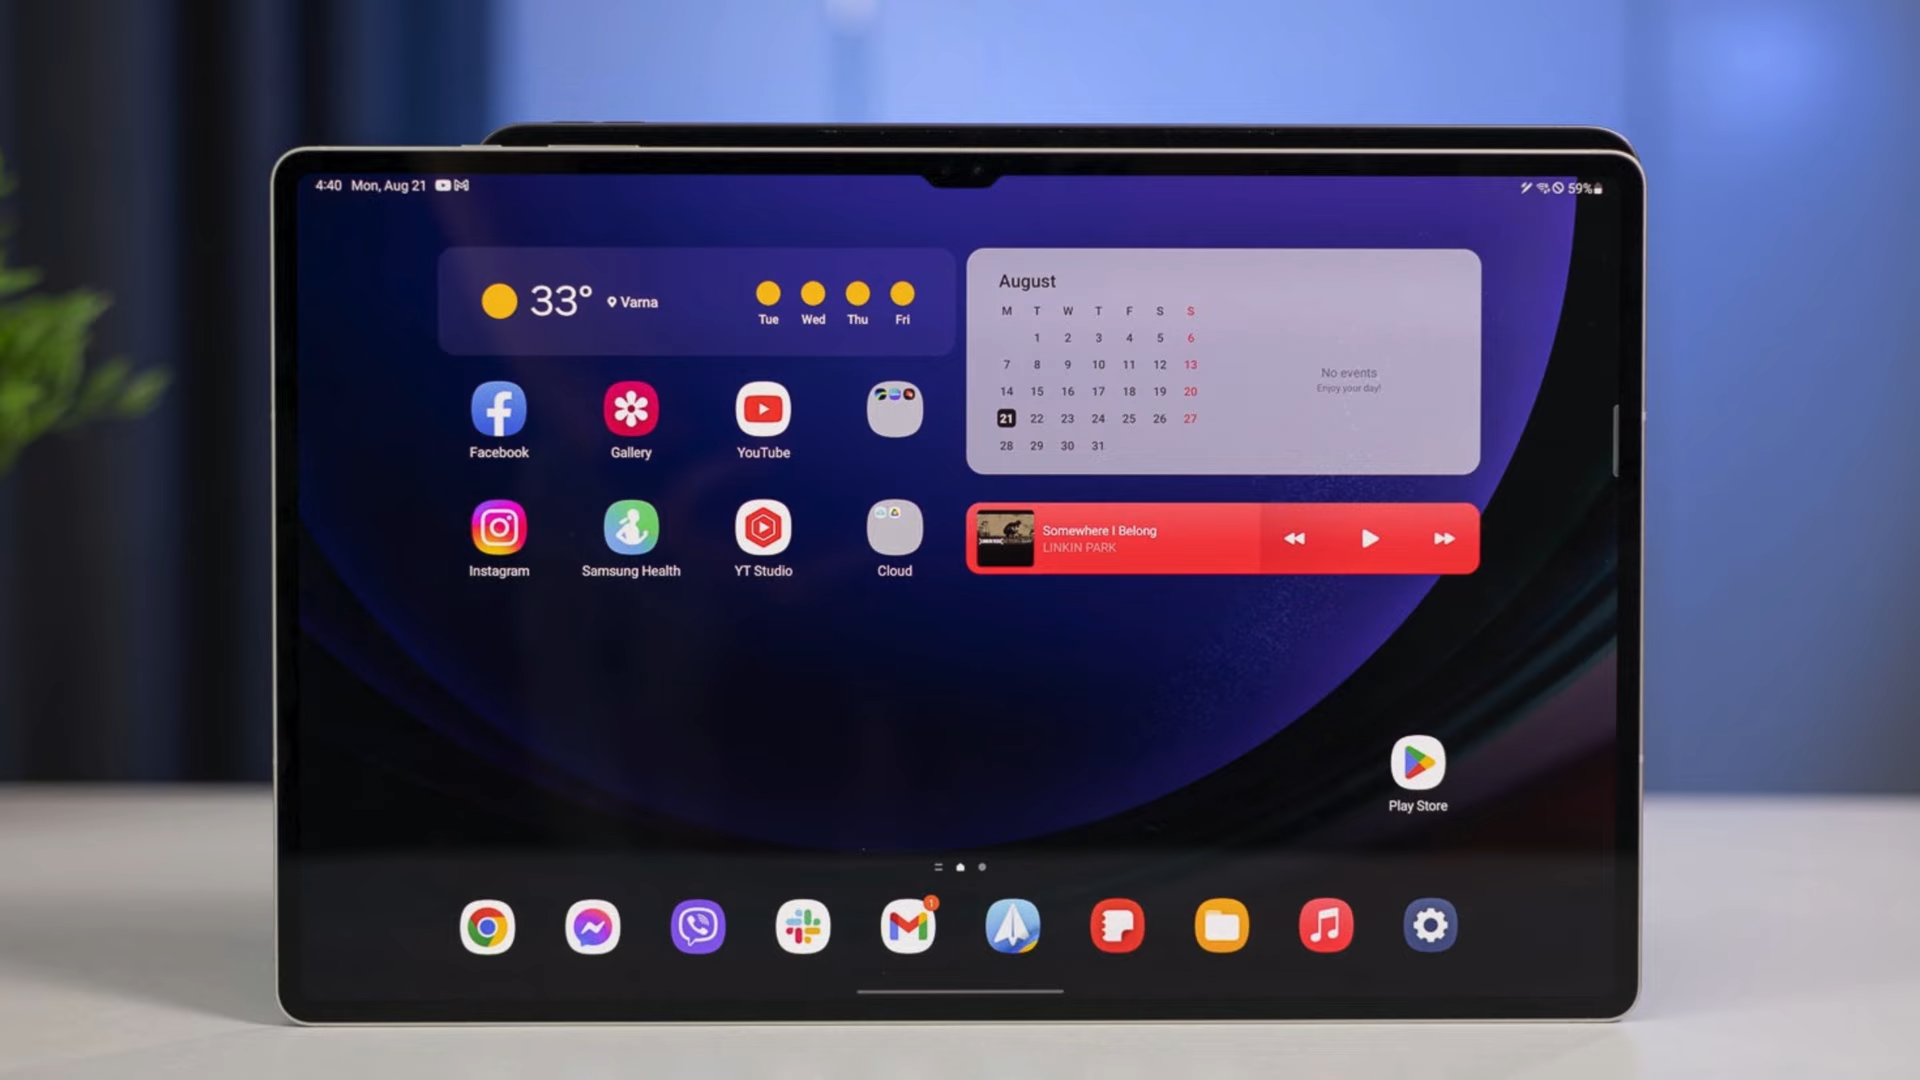 4:40 Mon, Aug 21
59%
33° Varna
Tue Wed Thu Fri
August
M T W T F S S
1 2 3 4 5 6
7 8 9 10 11 12 13
14 15 16 17 18 19 20
21 22 23 24 25 26 27
28 29 30 31
No events
Enjoy your day!
Facebook Gallery YouTube
Somewhere I Belong
LINKIN PARK
Instagram Samsung Health YT Studio Cloud
Play Store
1